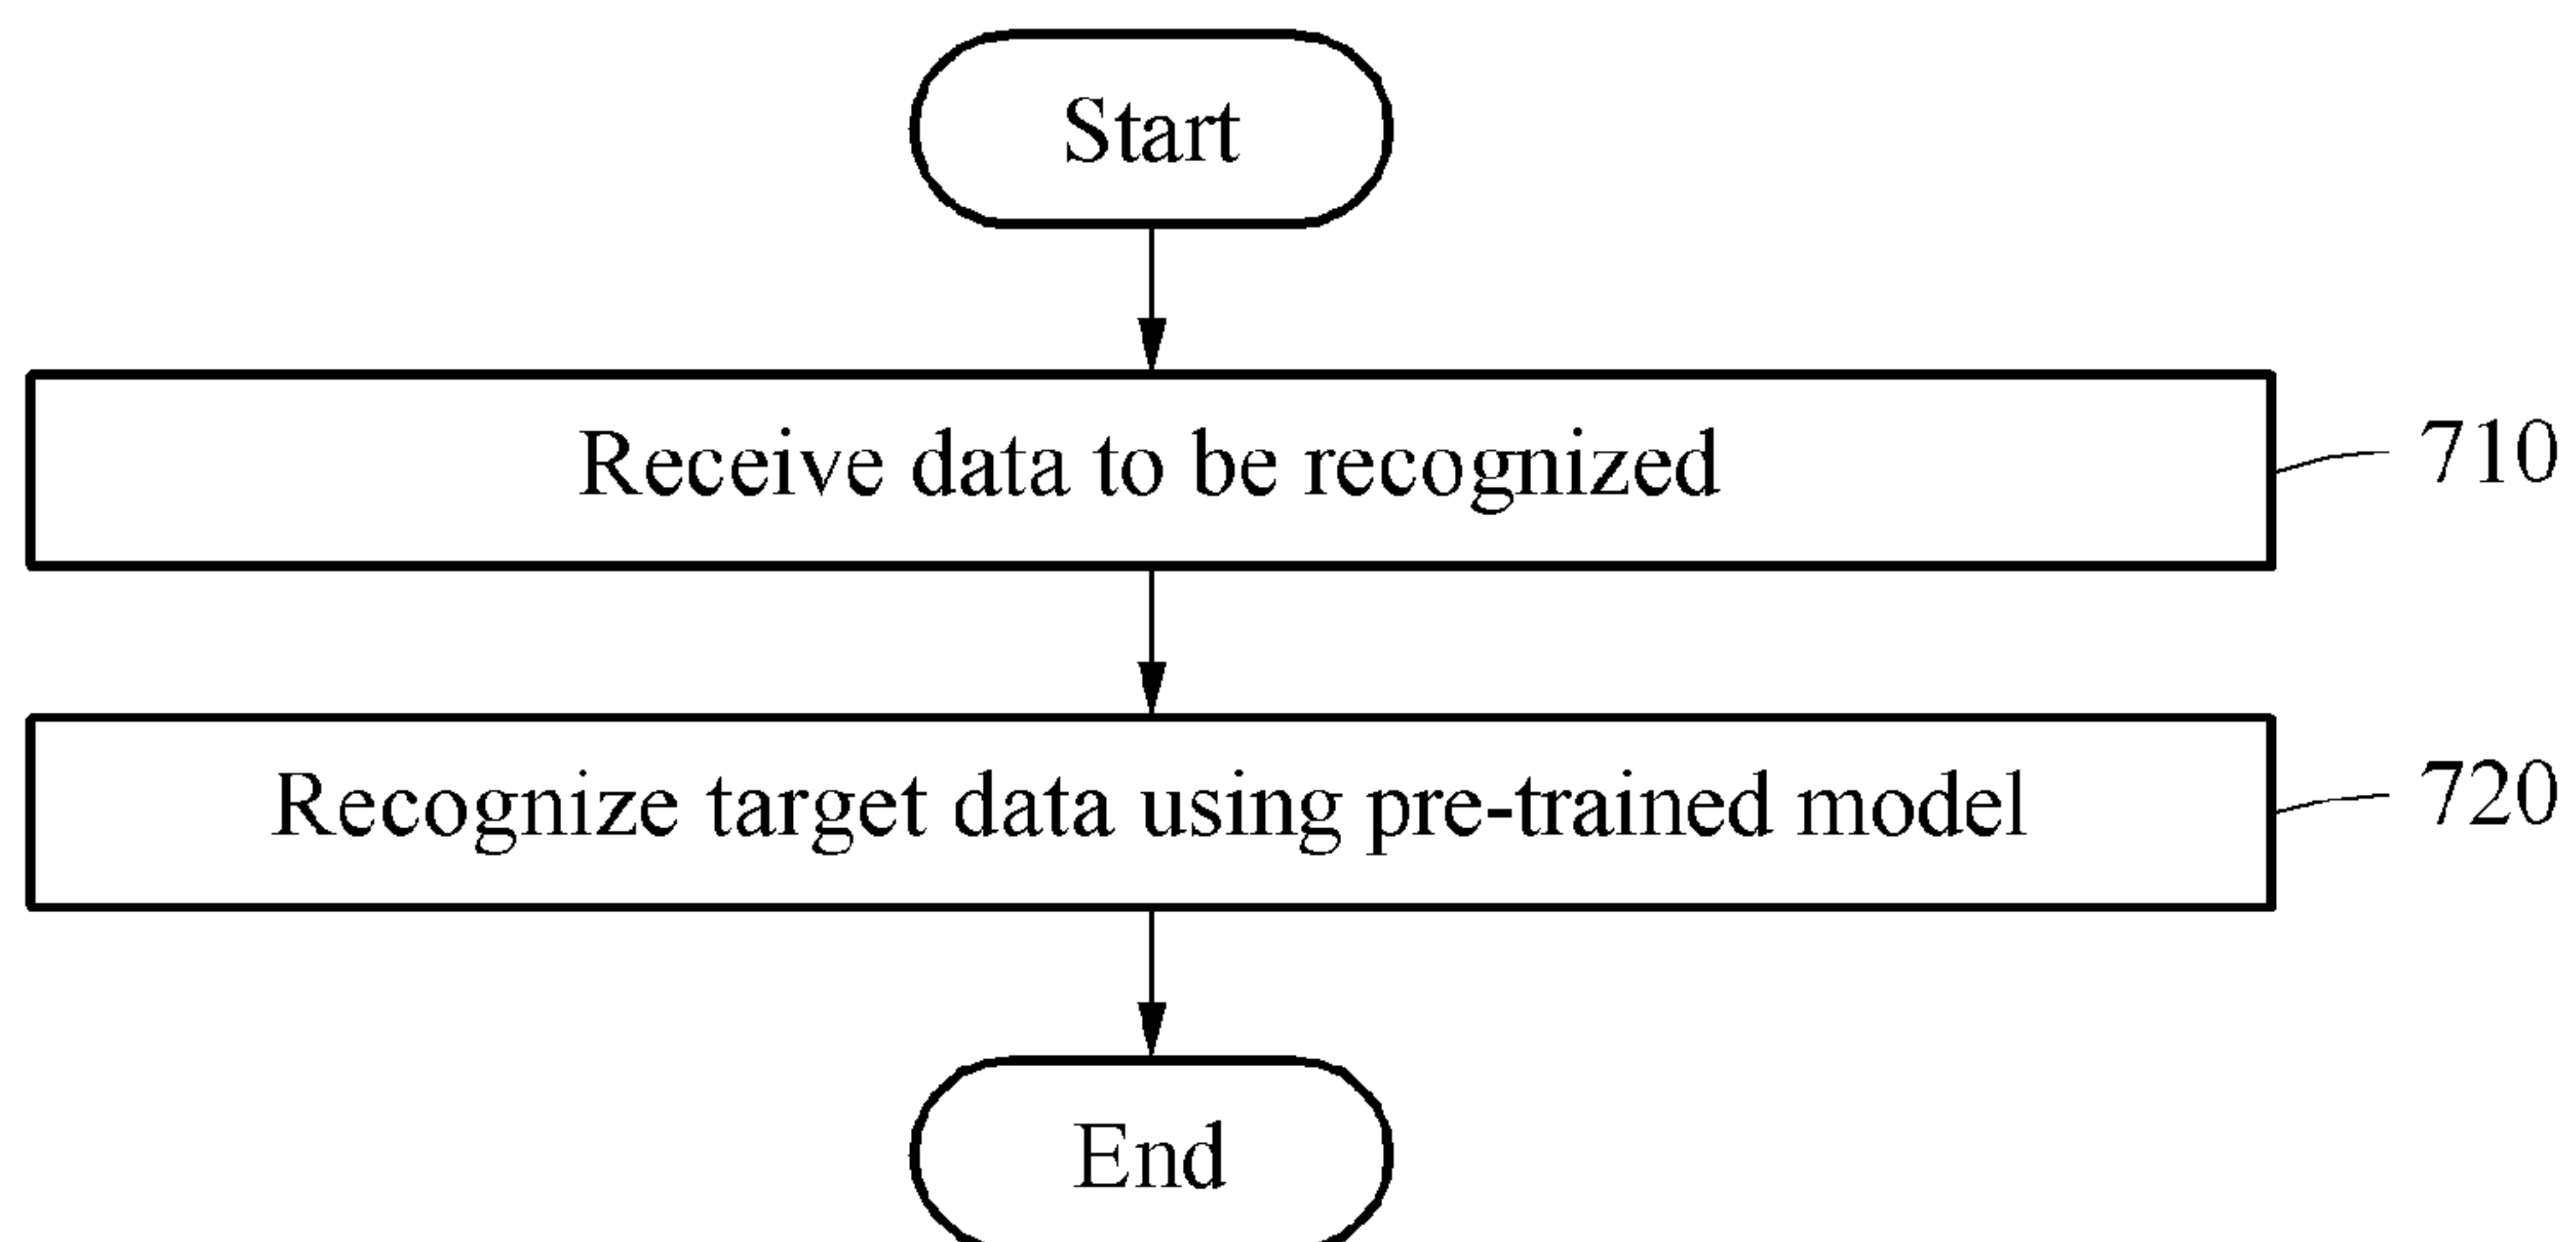 Start
Receive data to be recognized
710
Recognize target data using pre-trained model
720
End